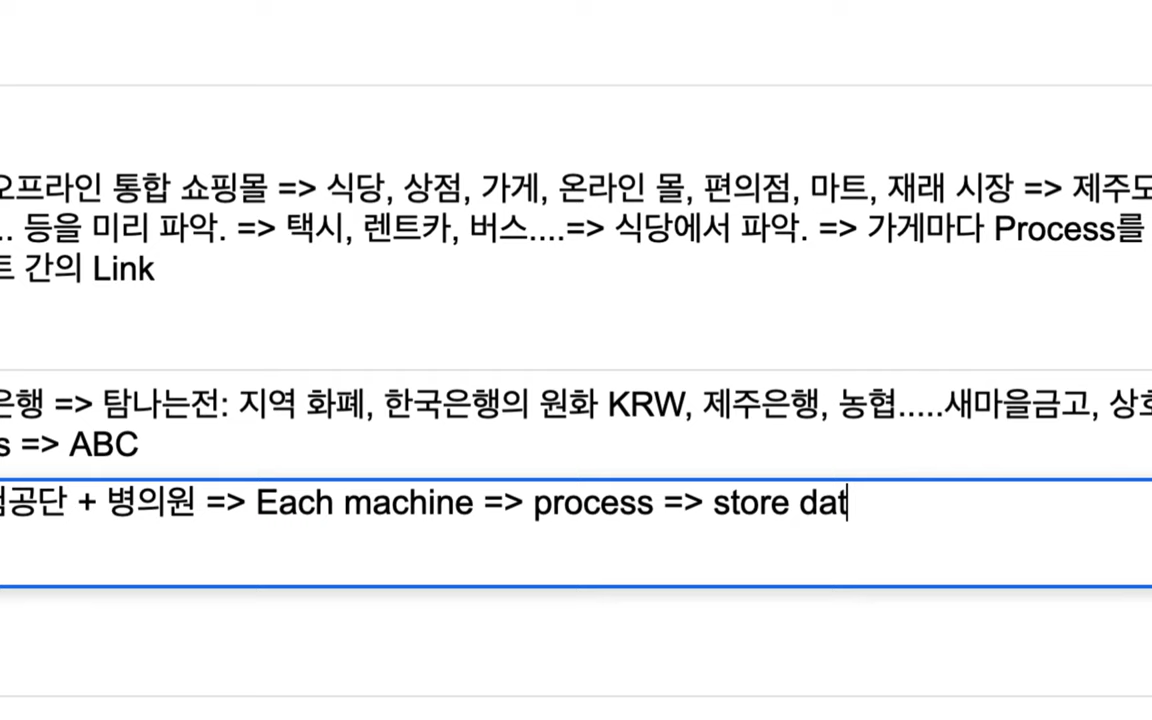 오프라인 통합 쇼핑몰 => 식당, 상점, 가게, 온라인 몰, 편의점, 마트, 재래 시장 => 제주도
.. 등을 미리 파악. => 택시, 렌트카, 버스....=> 식당에서 파악. => 가게마다 Process를
트 간의 Link
은행 => 탐나는전: 지역 화폐, 한국은행의 원화 KRW, 제주은행, 농협.....새마을금고, 상호
s => ABC
험공단 + 병의원 => Each machine => process => store dat